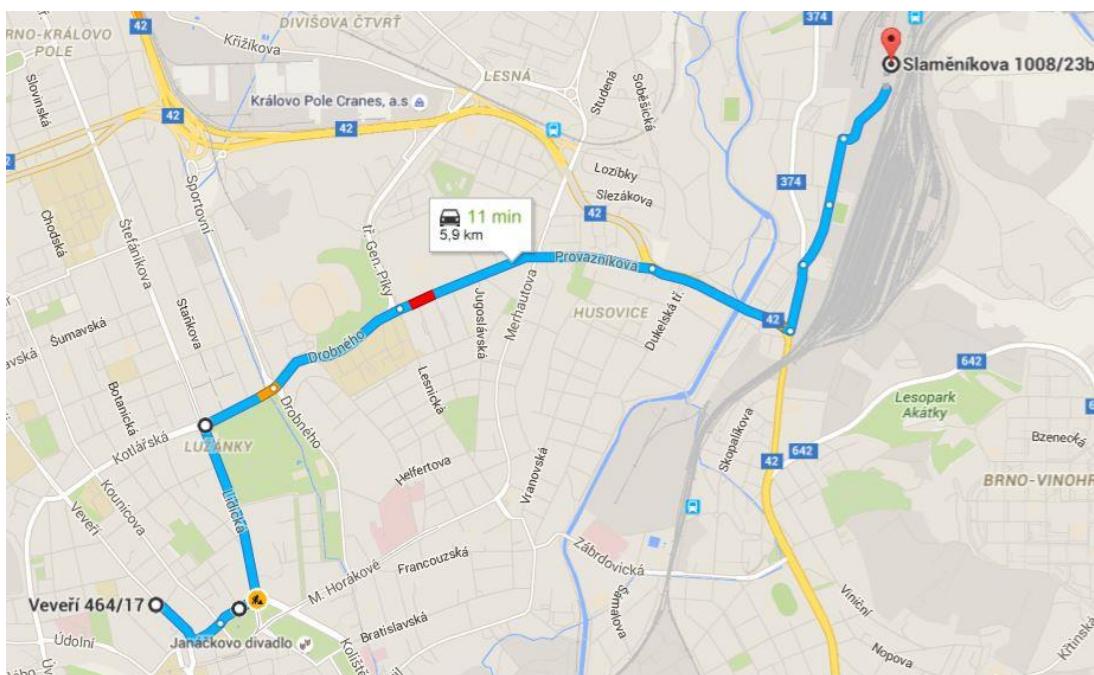 DIVIŠOVA ČTVRŤ
42
374
BRNO-KRÁLOVO
POLE
Křižíkova
LESNÁ
Slaměníkova 1008/23b
Slovinská
Studená
Soběšická
Královo Pole Cranes, a.s
42
42
Lozíbky
374
Slezákova
Sportovní
42
11 min
5,9 km
Chodská
Štefánikova
tř. Gen. Píky
Provazníkova
Staňkova
Jugoslávská
Merhautova
HUSOVICE
Dukelská tř.
42
Šumavská
Drobného
642
Botanická
Lesnická
Lesopark
Akátky
Drobného
Kotlářská
LUŽÁNKY
Skopalíkova
642
Bzenecká
42
Helfertova
BRNO-VINOHR
Kounicova
Lidická
Vranovská
Veveří
Zábrdovická
Francouzská
M. Horákové
Veveří 464/17
Viniční
Bratislavská
Údolní
Janáčkovo divadlo
Koliště
Nopova
Křtinská